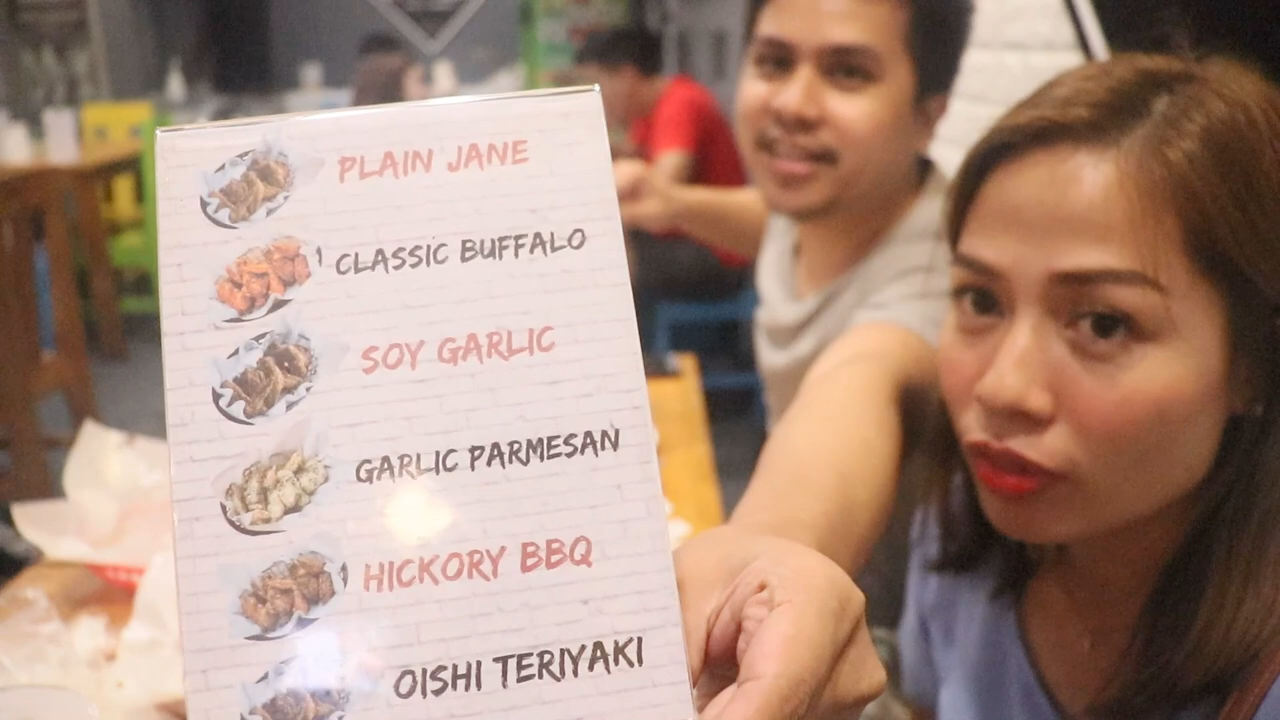 PLAIN JANE
CLASSIC BUFFALO
SOY GARLIC
GARLIC PARMESAN
HICKORY BBQ
OISHI TERIYAKI